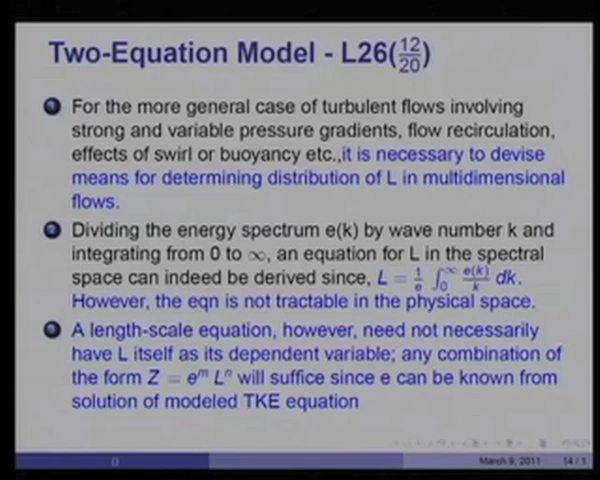 Two-Equation Model - L26(12/20)
1 For the more general case of turbulent flows involving
strong and variable pressure gradients, flow recirculation,
effects of swirl or buoyancy etc.,it is necessary to devise
means for determining distribution of L in multidimensional
flows.
2 Dividing the energy spectrum e(k) by wave number k and
integrating from 0 to ∞, an equation for L in the spectral
space can indeed be derived since, L = 1/e ∫₀^∞ e(k)/k dk.
However, the eqn is not tractable in the physical space.
3 A length-scale equation, however, need not necessarily
have L itself as its dependent variable; any combination of
the form Z = e^m L^n will suffice since e can be known from
solution of modeled TKE equation
() March 9, 2011 14 / 1